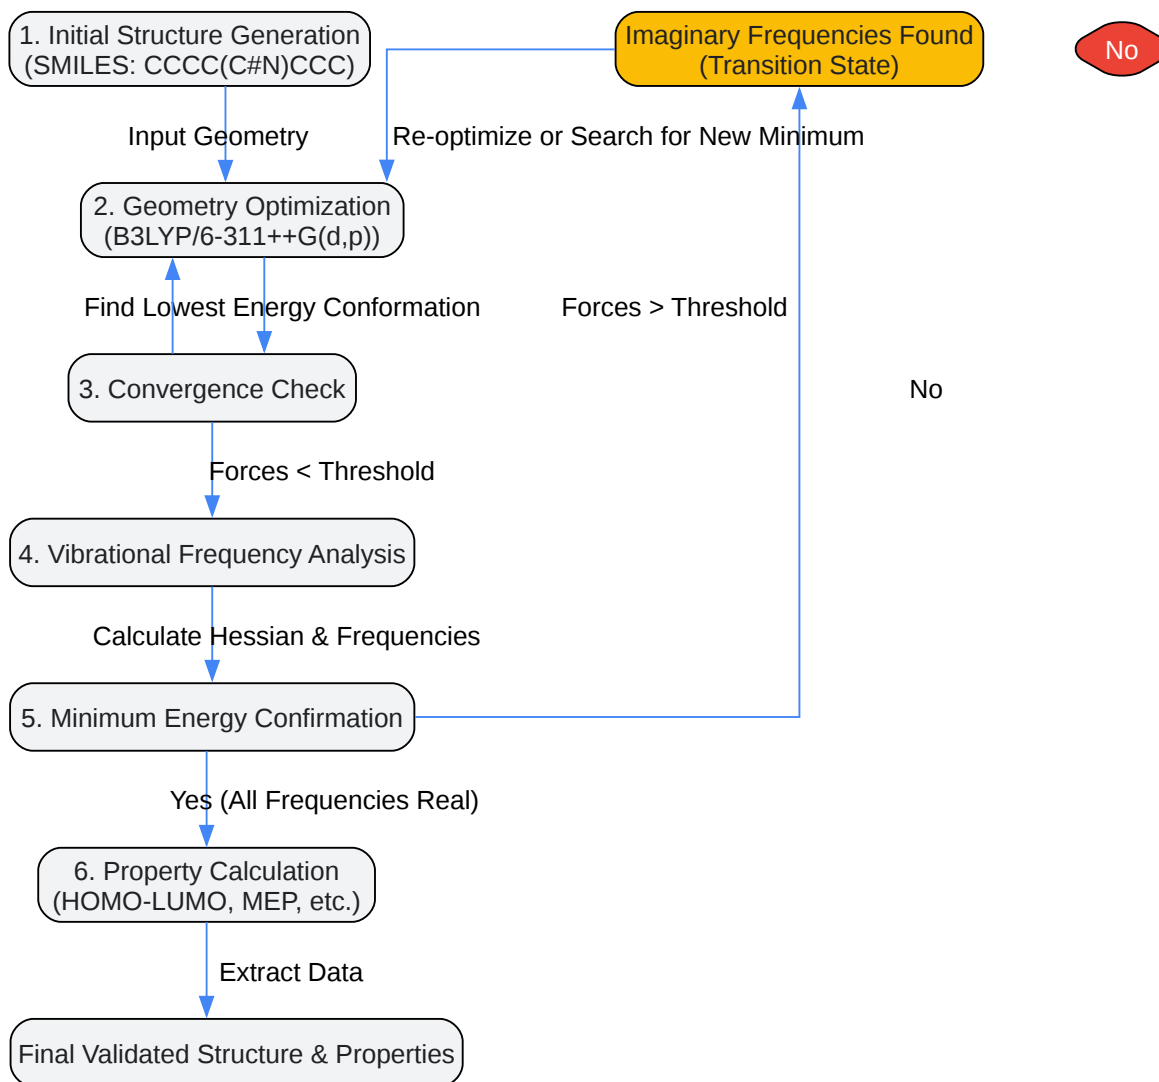 1. Initial Structure Generation
(SMILES: CCCC(C#N)CCC)
Imaginary Frequencies Found
(Transition State)
No
Input Geometry
Re-optimize or Search for New Minimum
2. Geometry Optimization
(B3LYP/6-311++G(d,p))
Find Lowest Energy Conformation
Forces > Threshold
3. Convergence Check
No
Forces < Threshold
4. Vibrational Frequency Analysis
Calculate Hessian & Frequencies
5. Minimum Energy Confirmation
Yes (All Frequencies Real)
6. Property Calculation
(HOMO-LUMO, MEP, etc.)
Extract Data
Final Validated Structure & Properties